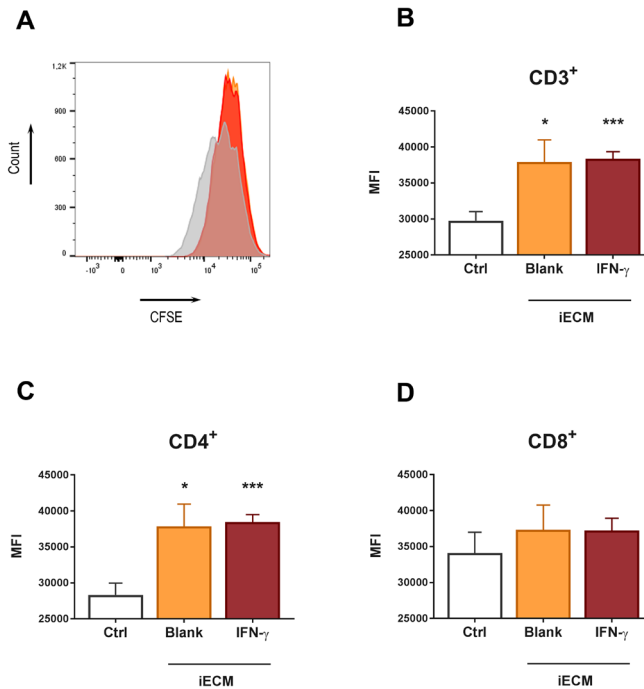 A
1,2K
900
600
300
0
Count
-10³ 0 10³ 10⁴ 10⁵
CFSE
B
CD3⁺
45000
40000
35000
30000
25000
MFI
* ***
Ctrl Blank IFN-γ
iECM
C
CD4⁺
45000
40000
35000
30000
25000
MFI
* ***
Ctrl Blank IFN-γ
iECM
D
CD8⁺
45000
40000
35000
30000
25000
MFI
Ctrl Blank IFN-γ
iECM